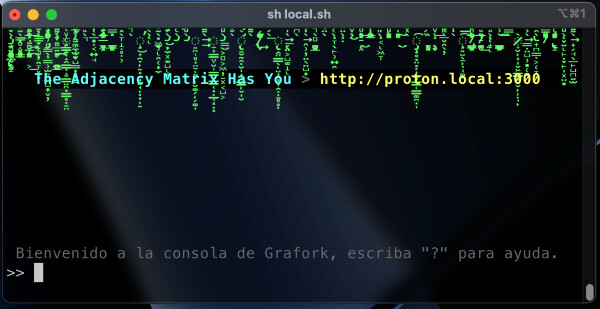 sh local.sh
⌥⌘1
The Adjacency Matrix Has You > http://proton.local:3000
Bienvenido a la consola de Grafork, escriba "?" para ayuda.
>>